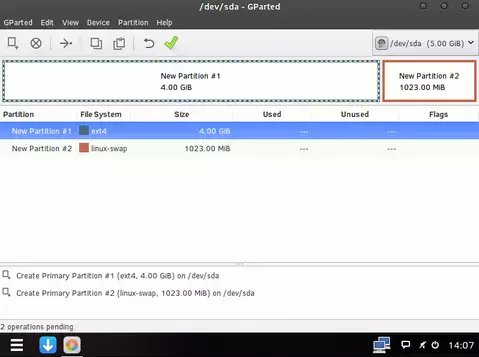 /dev/sda - GParted
GParted Edit View Device Partition Help
/dev/sda (5.00 GiB)
New Partition #1
4.00 GiB
New Partition #2
1023.00 MiB
Partition File System Size Used Unused Flags
New Partition #1 ext4 4.00 GiB --- ---
New Partition #2 linux-swap 1023.00 MiB --- ---
Create Primary Partition #1 (ext4, 4.00 GiB) on /dev/sda
Create Primary Partition #2 (linux-swap, 1023.00 MiB) on /dev/sda
2 operations pending
14:07